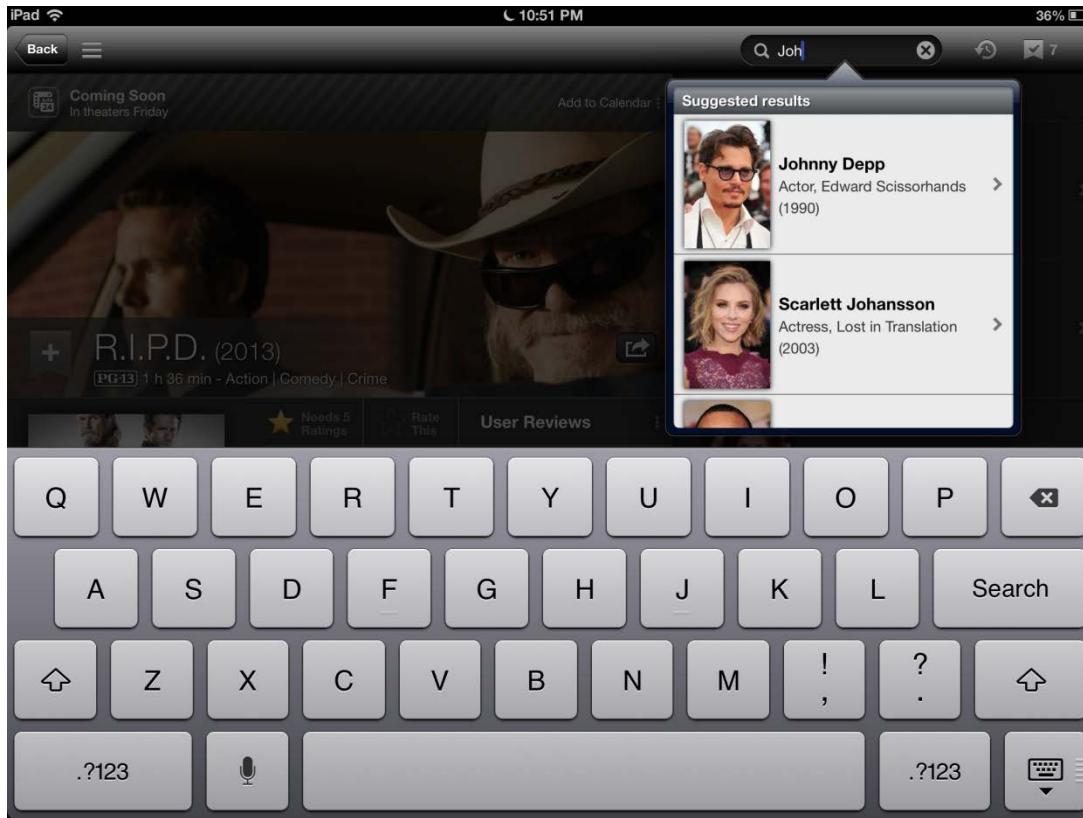 iPad 10:51 PM 36%
Back Joh 7
Coming Soon
In theaters Friday
Add to Calendar
Suggested results
Johnny Depp
Actor, Edward Scissorhands
(1990)
Scarlett Johansson
Actress, Lost in Translation
(2003)
R.I.P.D. (2013)
PG-13 1 h 36 min - Action | Comedy | Crime
Needs 5
Ratings
Rate
This
User Reviews
Q W E R T Y U I O P
A S D F G H J K L Search
Z X C V B N M ! , ? .
.?123 .?123